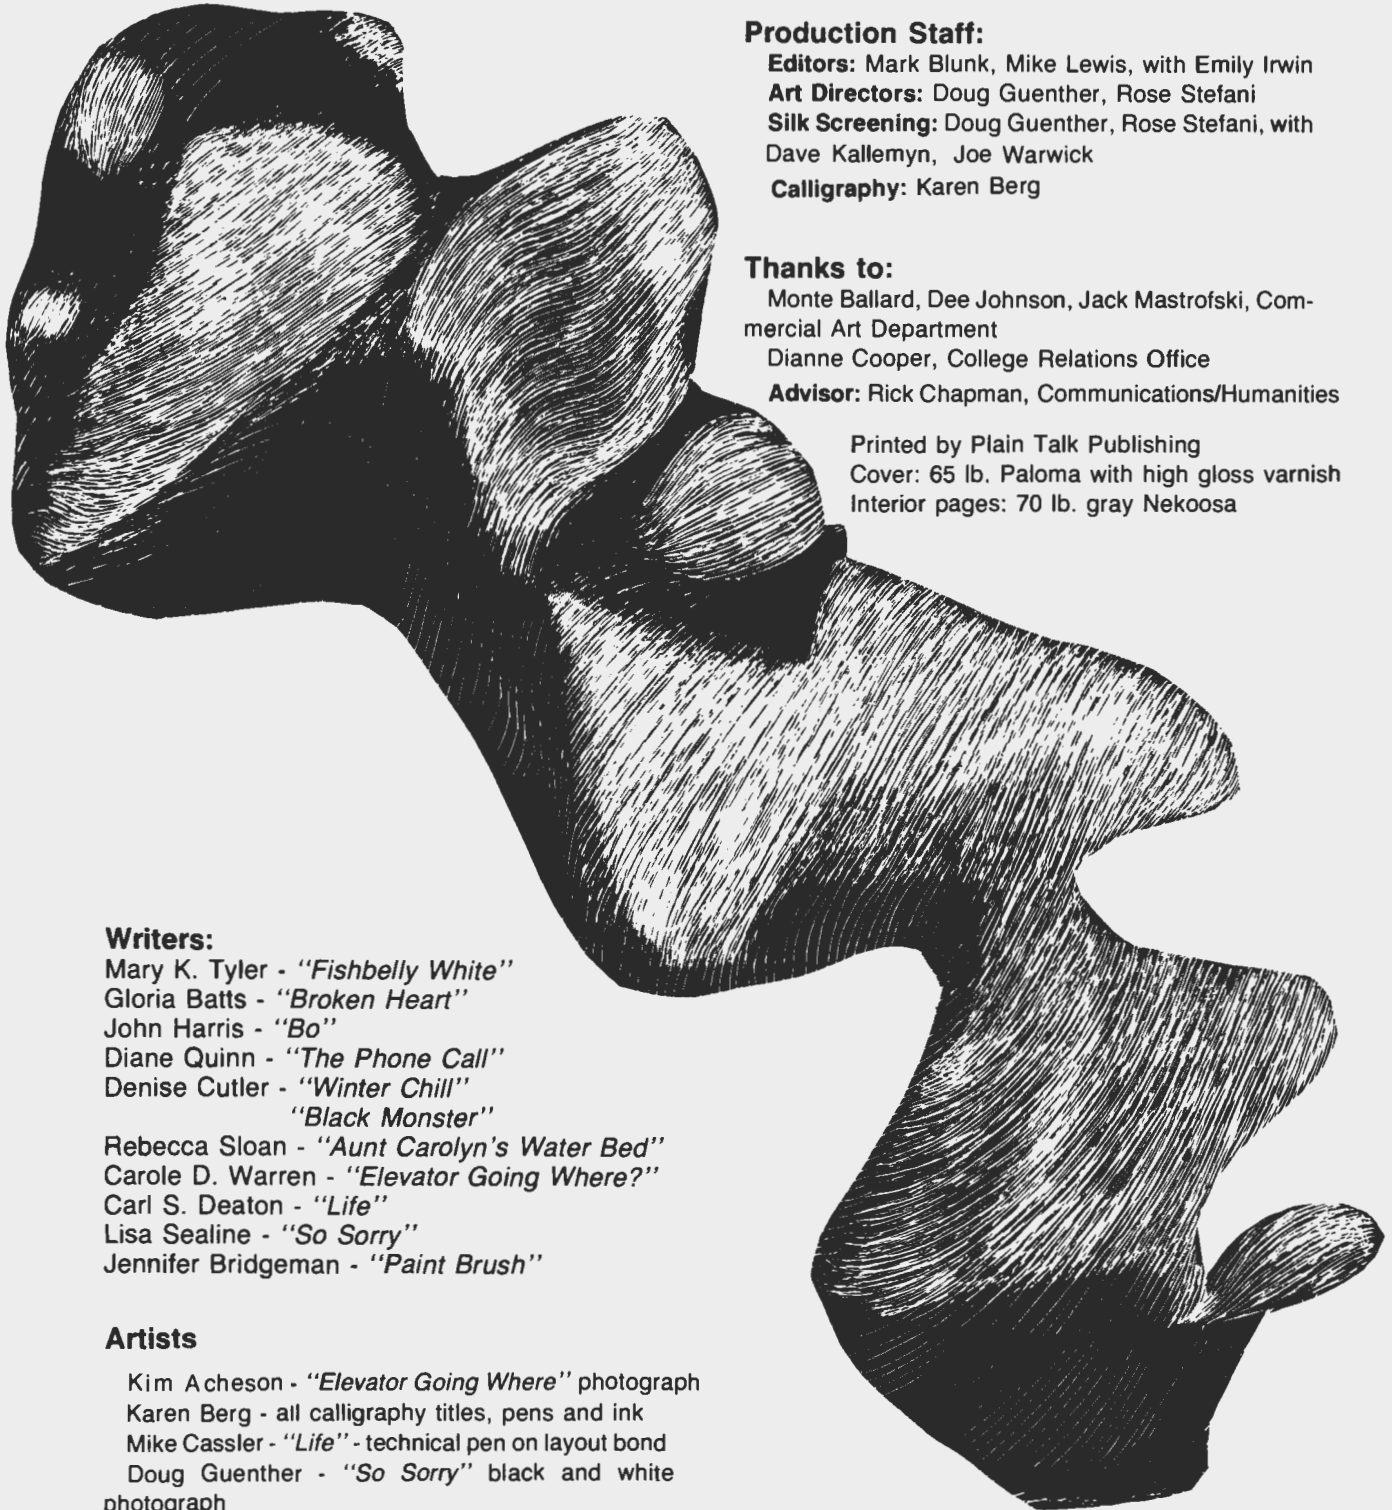 Production Staff:
Editors: Mark Blunk, Mike Lewis, with Emily Irwin
Art Directors: Doug Guenther, Rose Stefani
Silk Screening: Doug Guenther, Rose Stefani, with
Dave Kallemyn, Joe Warwick
Calligraphy: Karen Berg
Thanks to:
Monte Ballard, Dee Johnson, Jack Mastrofski, Com-
mercial Art Department
Dianne Cooper, College Relations Office
Advisor: Rick Chapman, Communications/Humanities
Printed by Plain Talk Publishing
Cover: 65 lb. Paloma with high gloss varnish
Interior pages: 70 lb. gray Nekoosa
Writers:
Mary K. Tyler - "Fishbelly White"
Gloria Batts - "Broken Heart"
John Harris - "Bo"
Diane Quinn - "The Phone Call"
Denise Cutler - "Winter Chill"
"Black Monster"
Rebecca Sloan - "Aunt Carolyn's Water Bed"
Carole D. Warren - "Elevator Going Where?"
Carl S. Deaton - "Life"
Lisa Sealine - "So Sorry"
Jennifer Bridgeman - "Paint Brush"
Artists
Kim Acheson - "Elevator Going Where" photograph
Karen Berg - all calligraphy titles, pens and ink
Mike Cassler - "Life" - technical pen on layout bond
Doug Guenther - "So Sorry" black and white
photograph